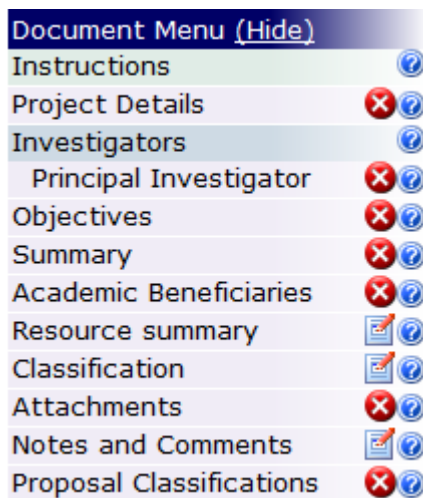 Document Menu (Hide)
Instructions
Project Details
Investigators
Principal Investigator
Objectives
Summary
Academic Beneficiaries
Resource summary
Classification
Attachments
Notes and Comments
Proposal Classifications